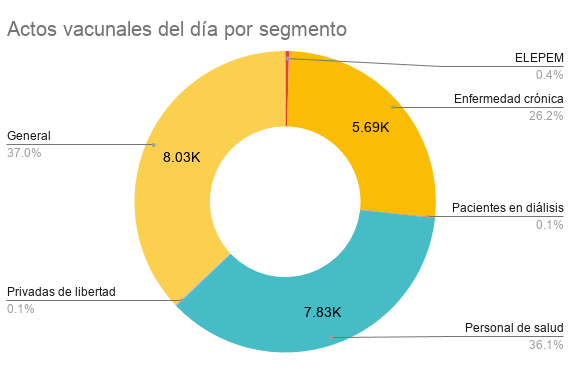 Actos vacunales del día por segmento
ELEPEM
0.4%
Enfermedad crónica
26.2%
5.69K
General
37.0%
8.03K
Pacientes en diálisis
0.1%
Privadas de libertad
0.1%
7.83K
Personal de salud
36.1%